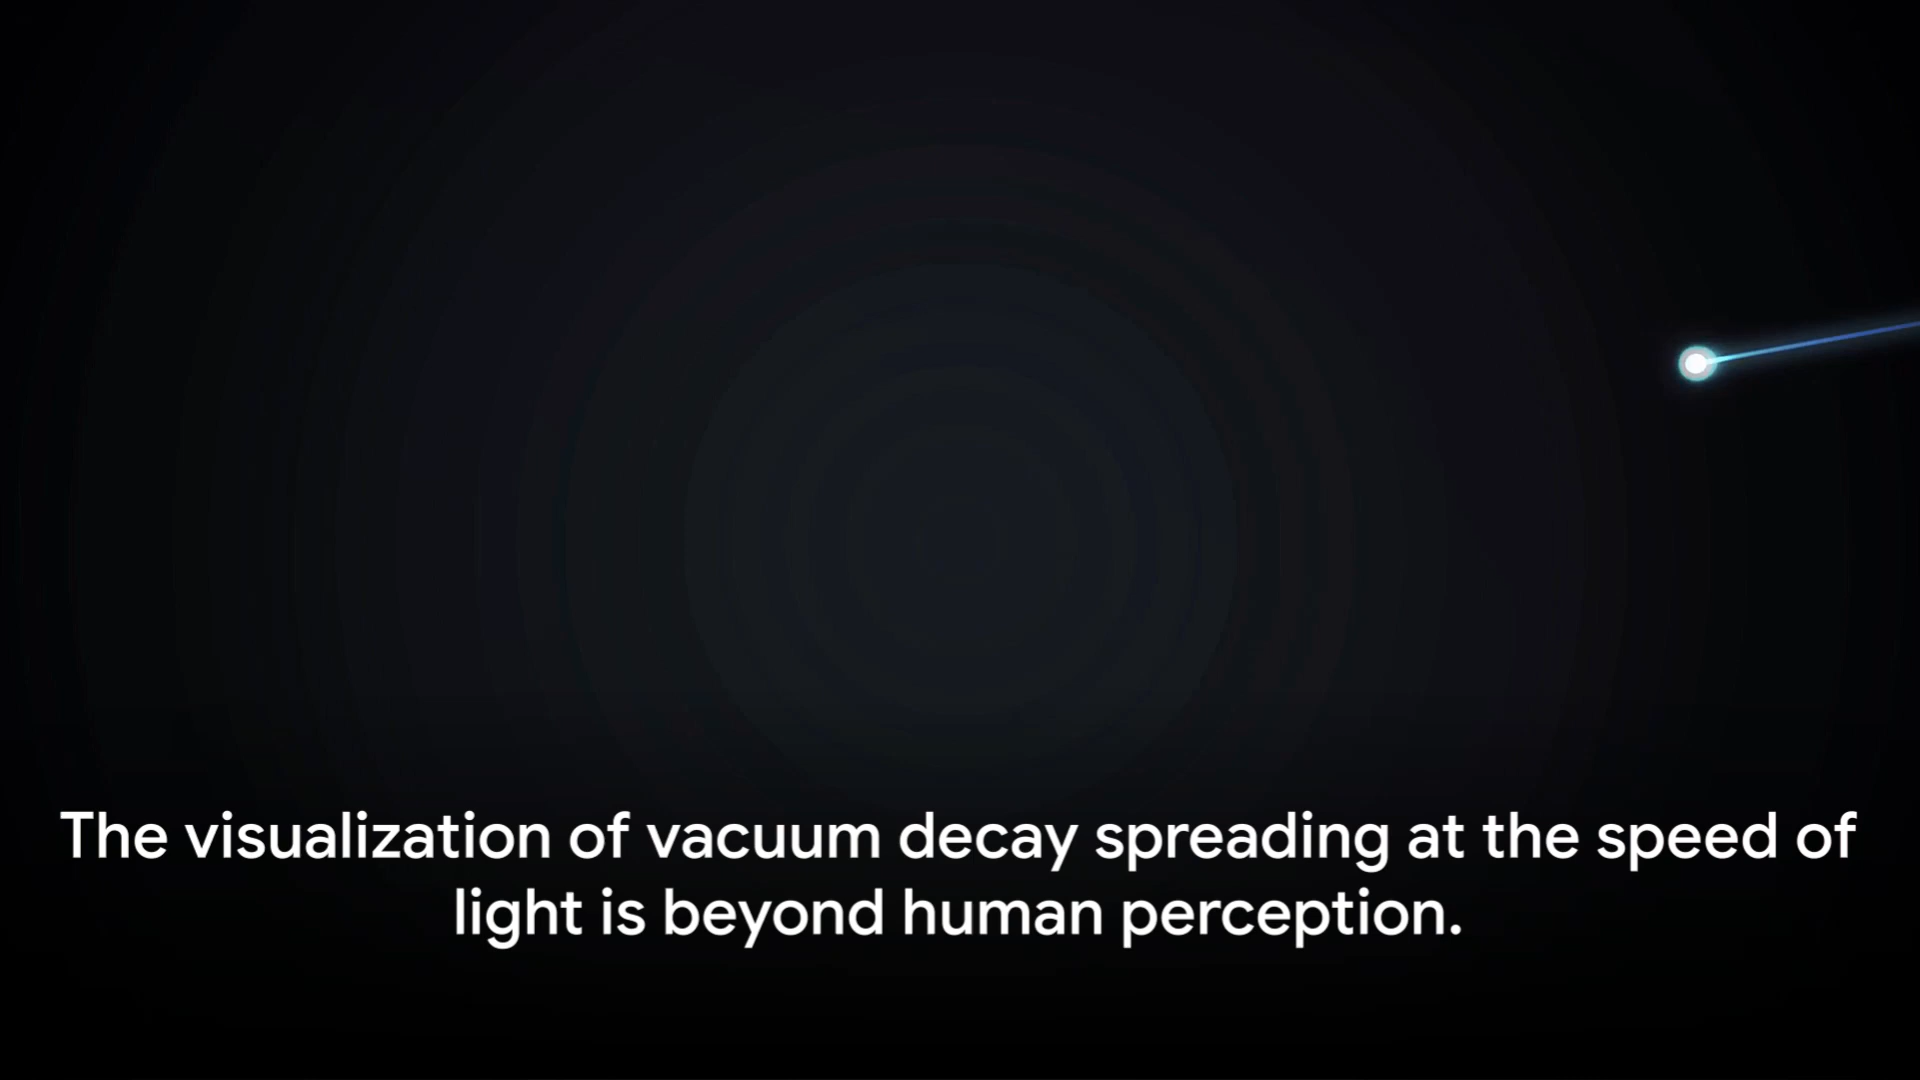 The visualization of vacuum decay spreading at the speed of
light is beyond human perception.